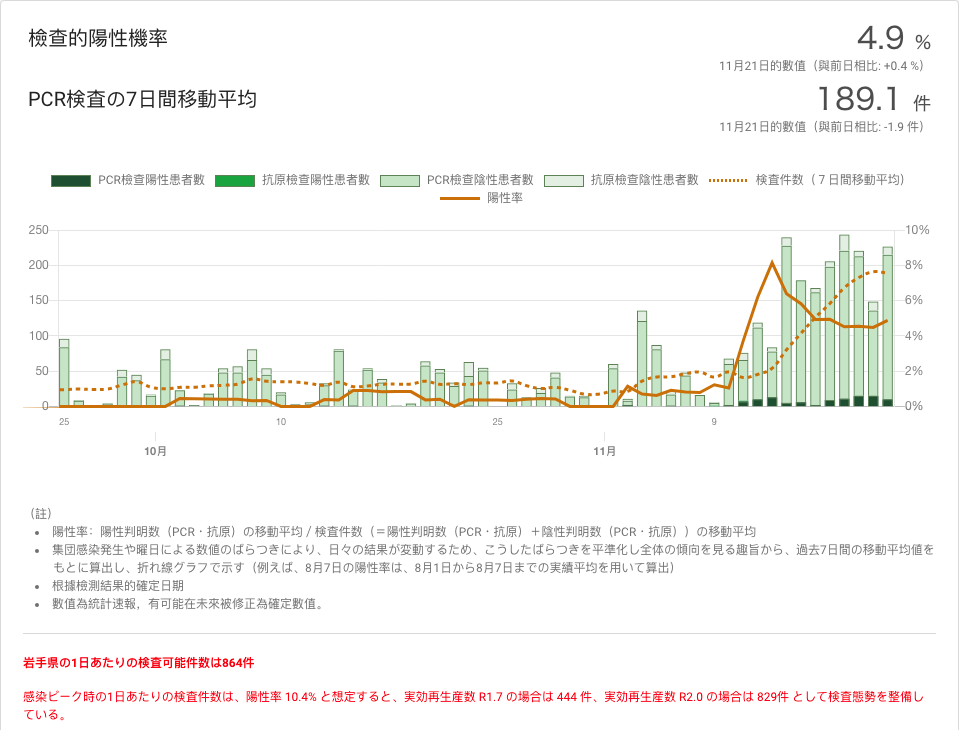 檢查的陽性機率
4.9 %
11月21日的數值（與前日相比: +0.4 %）
PCR検査の7日間移動平均
189.1 件
11月21日的數值（與前日相比: -1.9 件）
PCR檢查陽性患者數 抗原檢查陽性患者數 PCR檢查陰性患者數 抗原檢查陰性患者數 検査件数（７日間移動平均）
陽性率
250 10%
200 8%
150 6%
100 4%
50 2%
0 0%
25 10 25 9
10月 11月
（註）
• 陽性率：陽性判明数（PCR・抗原）の移動平均 / 検査件数（＝陽性判明数（PCR・抗原）＋陰性判明数（PCR・抗原））の移動平均
• 集団感染発生や曜日による数値のばらつきにより、日々の結果が変動するため、こうしたばらつきを平準化し全体の傾向を見る趣旨から、過去7日間の移動平均値を
もとに算出し、折れ線グラフで示す（例えば、8月7日の陽性率は、8月1日から8月7日までの実績平均を用いて算出）
• 根據檢測結果的確定日期
• 數值為統計速報，有可能在未來被修正為確定數值。
岩手県の1日あたりの検査可能件数は864件
感染ピーク時の1日あたりの検査件数は、陽性率 10.4% と想定すると、実効再生産数 R1.7 の場合は 444 件、実効再生産数 R2.0 の場合は 829件 として検査態勢を整備し
ている。